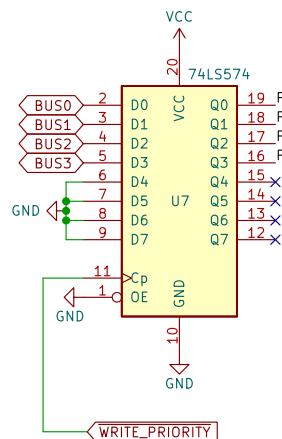 VCC
74LS574
20
VCC
BUS0 2 D0 Q0 19 F
BUS1 3 D1 Q1 18 F
BUS2 4 D2 Q2 17 F
BUS3 5 D3 Q3 16 F
6 D4 Q4 15
GND 7 D5 U7 Q5 14
8 D6 Q6 13
9 D7 Q7 12
11 Cp
1 OE
GND
GND
10
GND
WRITE_PRIORITY